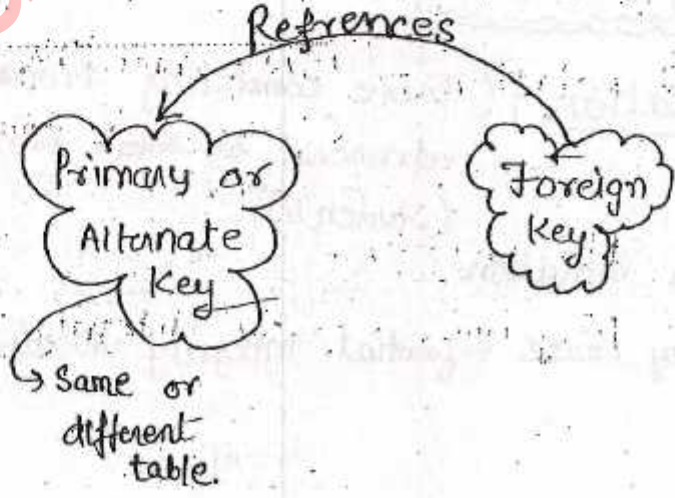 Refrences
Primary or
Alternate
Key
Foreign
Key
→ Same or
different
table.